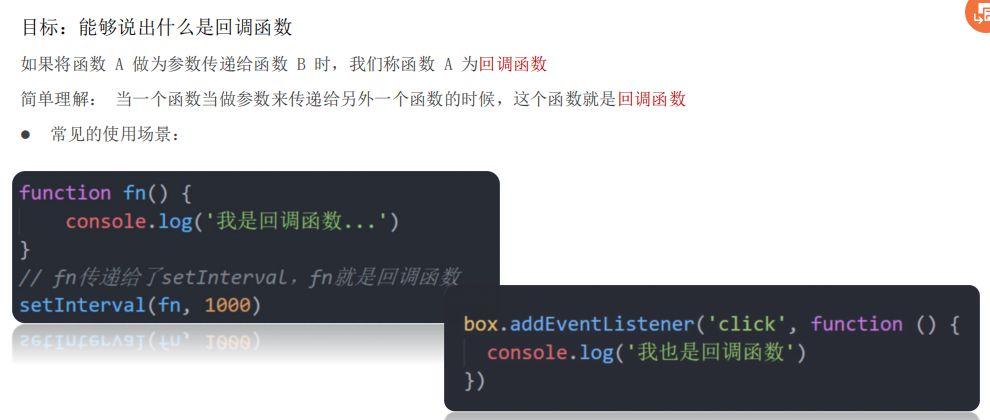 目标：能够说出什么是回调函数
如果将函数 A 做为参数传递给函数 B 时，我们称函数 A 为回调函数
简单理解： 当一个函数当做参数来传递给另外一个函数的时候，这个函数就是回调函数
● 常见的使用场景：
function fn() {
    console.log('我是回调函数...')
}
// fn传递给了setInterval，fn就是回调函数
setInterval(fn, 1000)
box.addEventListener('click', function () {
  console.log('我也是回调函数')
})